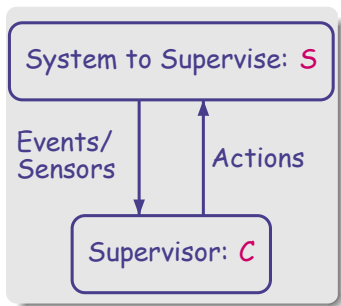 System to Supervise: S
Events/
Sensors
Actions
Supervisor: C